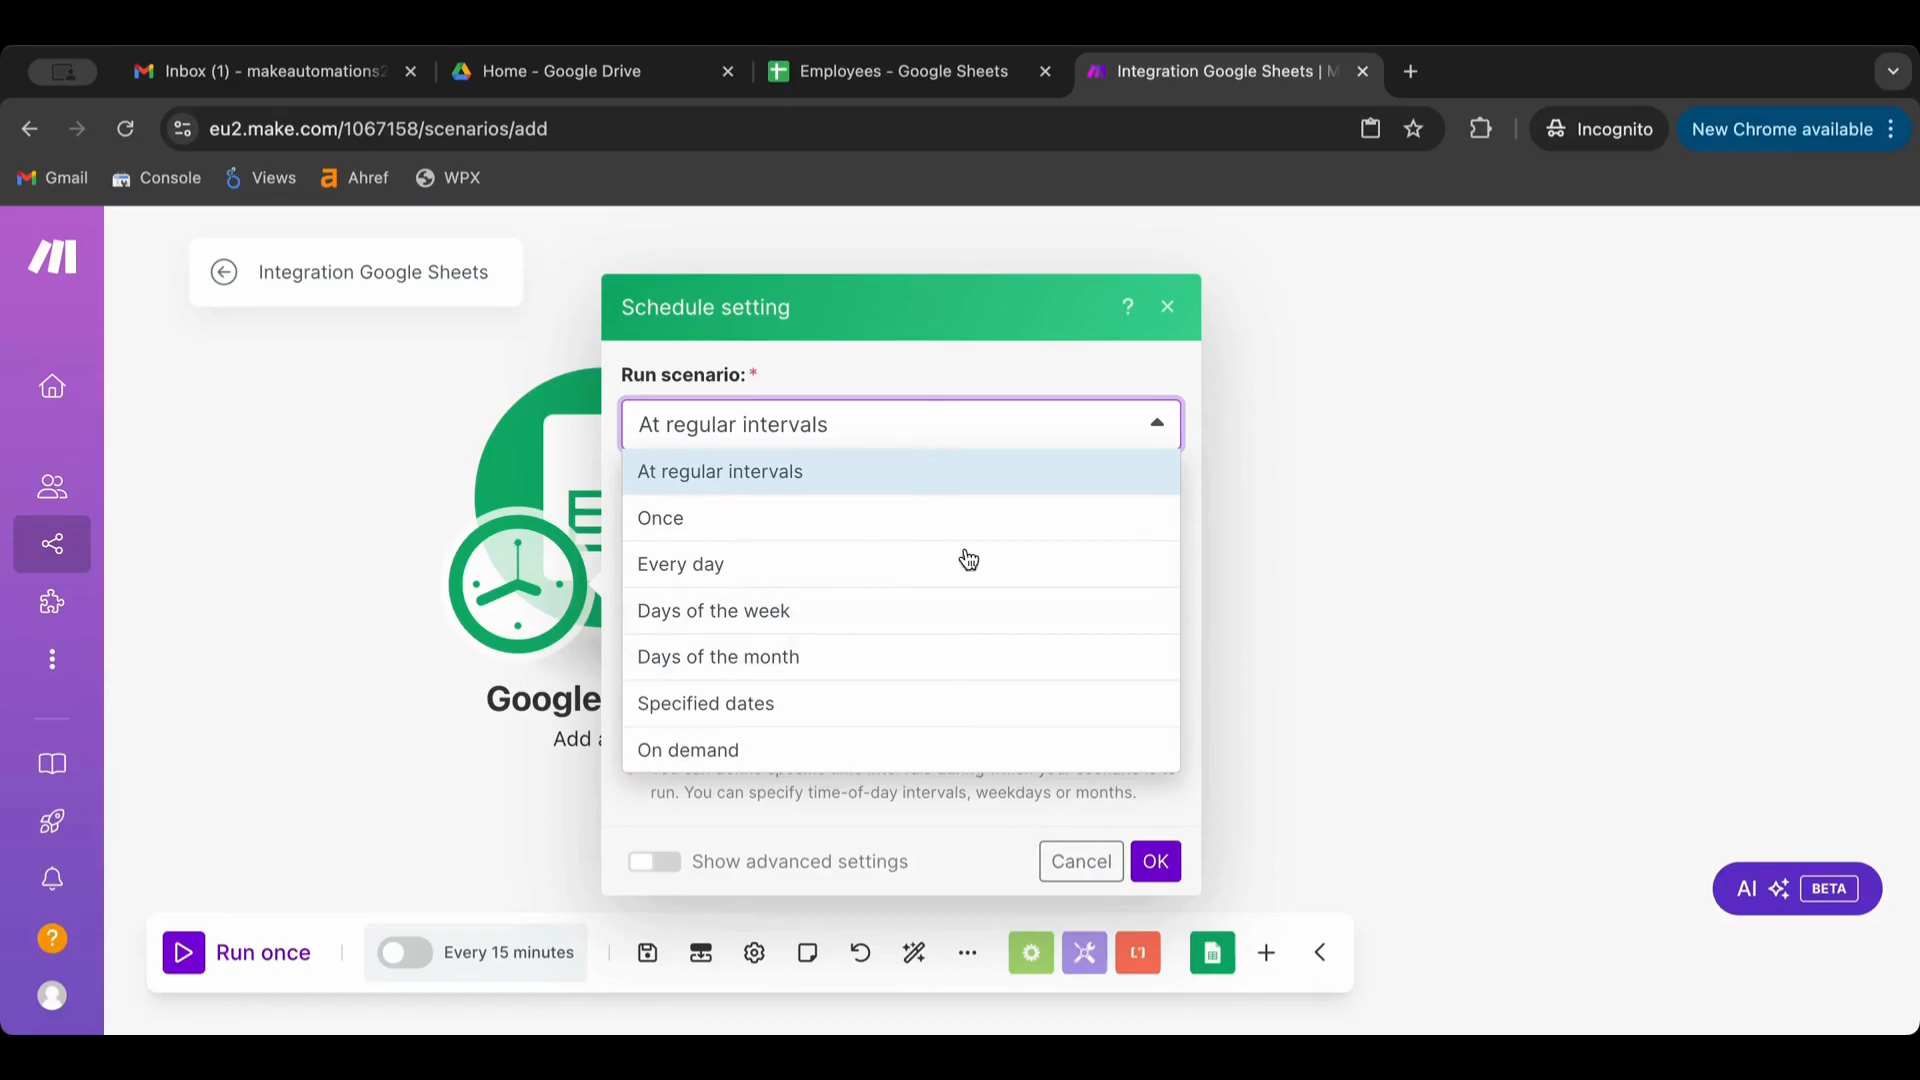 Inbox (1) - makeautomations2
Home - Google Drive
Employees - Google Sheets
Integration Google Sheets | M
eu2.make.com/1067158/scenarios/add
Incognito
New Chrome available
Gmail
Console
Views
Ahref
WPX
Integration Google Sheets
Schedule setting
?
Run scenario: *
At regular intervals
At regular intervals
Once
Every day
Days of the week
Days of the month
Specified dates
On demand
run. You can specify time-of-day intervals, weekdays or months.
Google
Add a
Show advanced settings
Cancel
OK
AI
BETA
?
Run once
Every 15 minutes